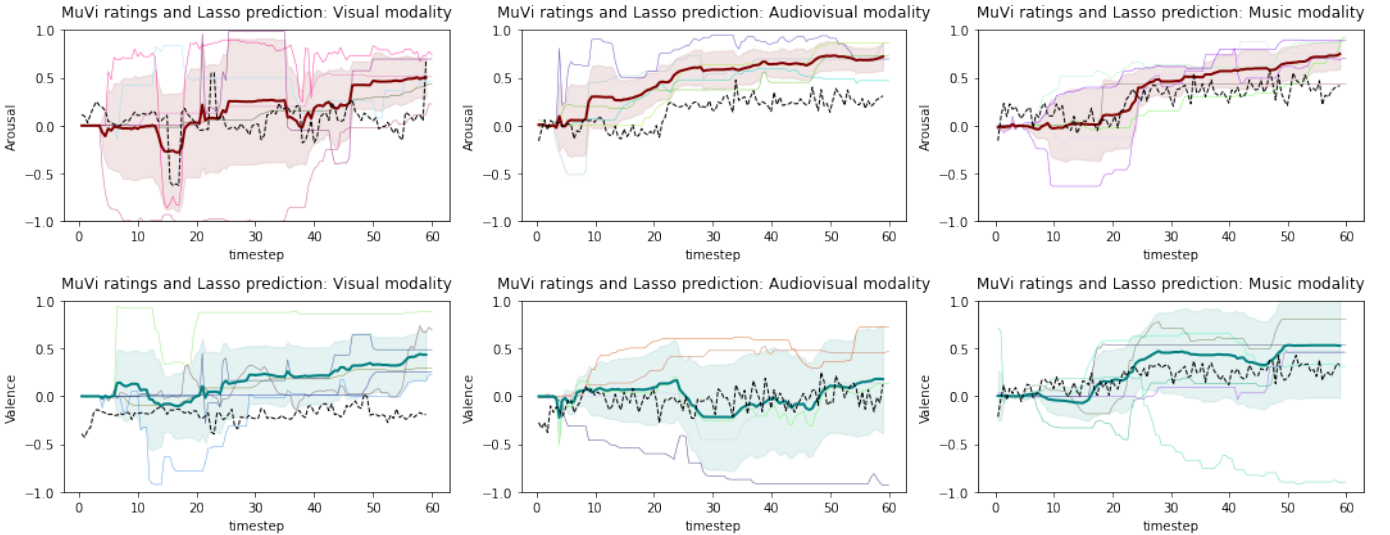 MuVi ratings and Lasso prediction: Visual modality
1.0
0.5
0.0
−0.5
−1.0
Arousal
0 10 20 30 40 50 60
timestep
MuVi ratings and Lasso prediction: Audiovisual modality
1.0
0.5
0.0
−0.5
−1.0
Arousal
0 10 20 30 40 50 60
timestep
MuVi ratings and Lasso prediction: Music modality
1.0
0.5
0.0
−0.5
−1.0
Arousal
0 10 20 30 40 50 60
timestep
MuVi ratings and Lasso prediction: Visual modality
1.0
0.5
0.0
−0.5
−1.0
Valence
0 10 20 30 40 50 60
timestep
MuVi ratings and Lasso prediction: Audiovisual modality
1.0
0.5
0.0
−0.5
−1.0
Valence
0 10 20 30 40 50 60
timestep
MuVi ratings and Lasso prediction: Music modality
1.0
0.5
0.0
−0.5
−1.0
Valence
0 10 20 30 40 50 60
timestep